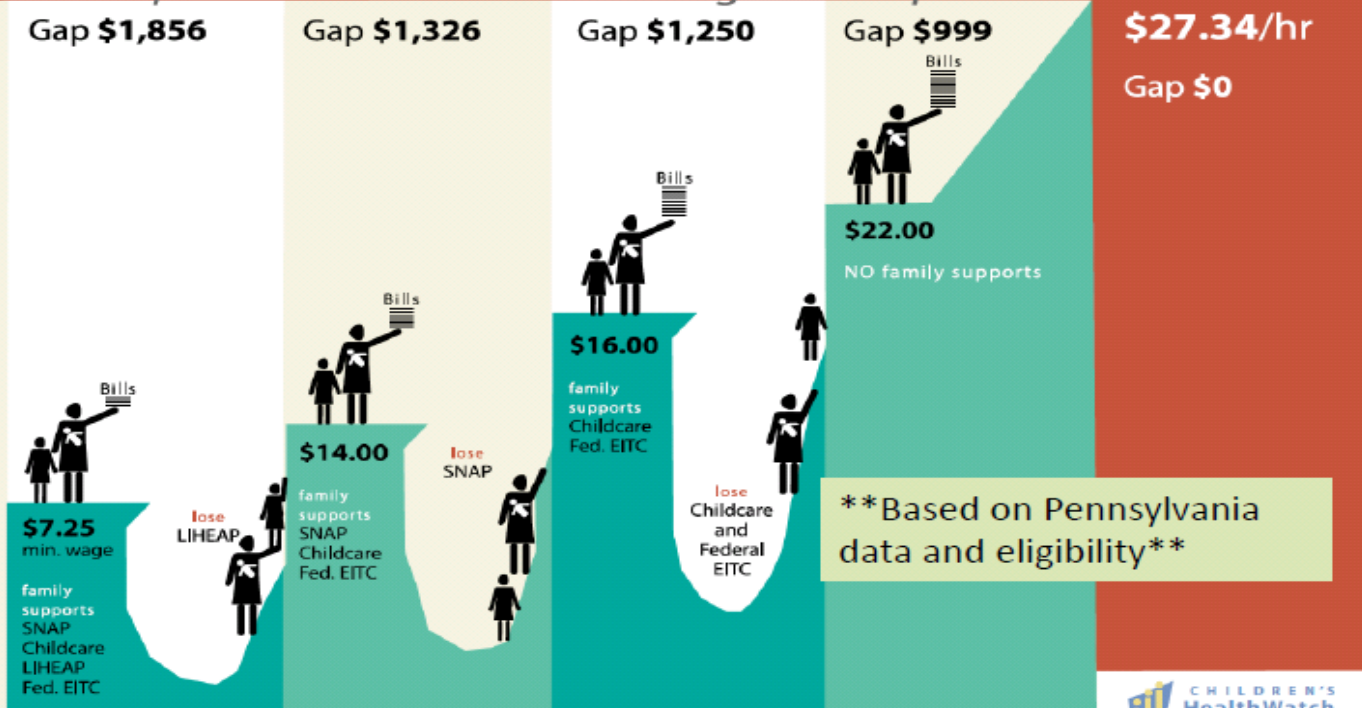 Gap $1,856
Bills
$7.25
min. wage
family
supports
SNAP
Childcare
LIHEAP
Fed. EITC
lose
LIHEAP
Gap $1,326
Bills
$14.00
family
supports
SNAP
Childcare
Fed. EITC
lose
SNAP
Gap $1,250
Bills
$16.00
family
supports
Childcare
Fed. EITC
lose
Childcare
and
Federal
EITC
Gap $999
Bills
$22.00
NO family supports
**Based on Pennsylvania
data and eligibility**
$27.34/hr
Gap $0
CHILDREN'S
HealthWatch